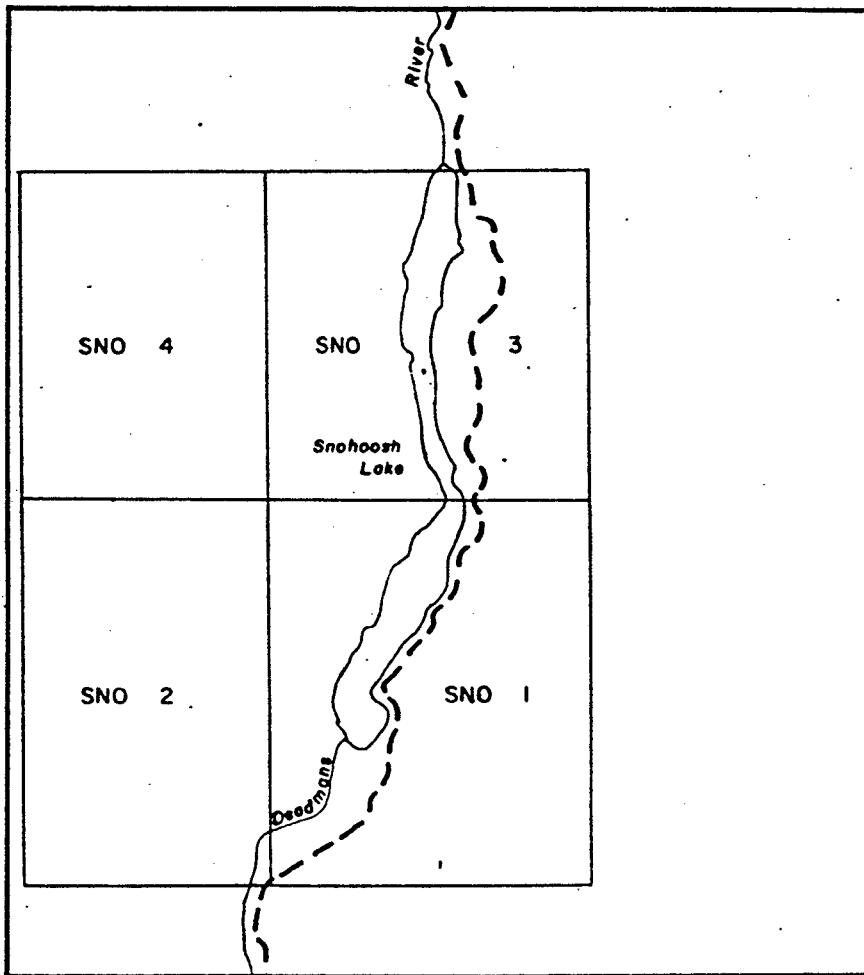 River
SNO 4
SNO 3
Snohoosh
Lake
SNO 2
SNO 1
Deadmans